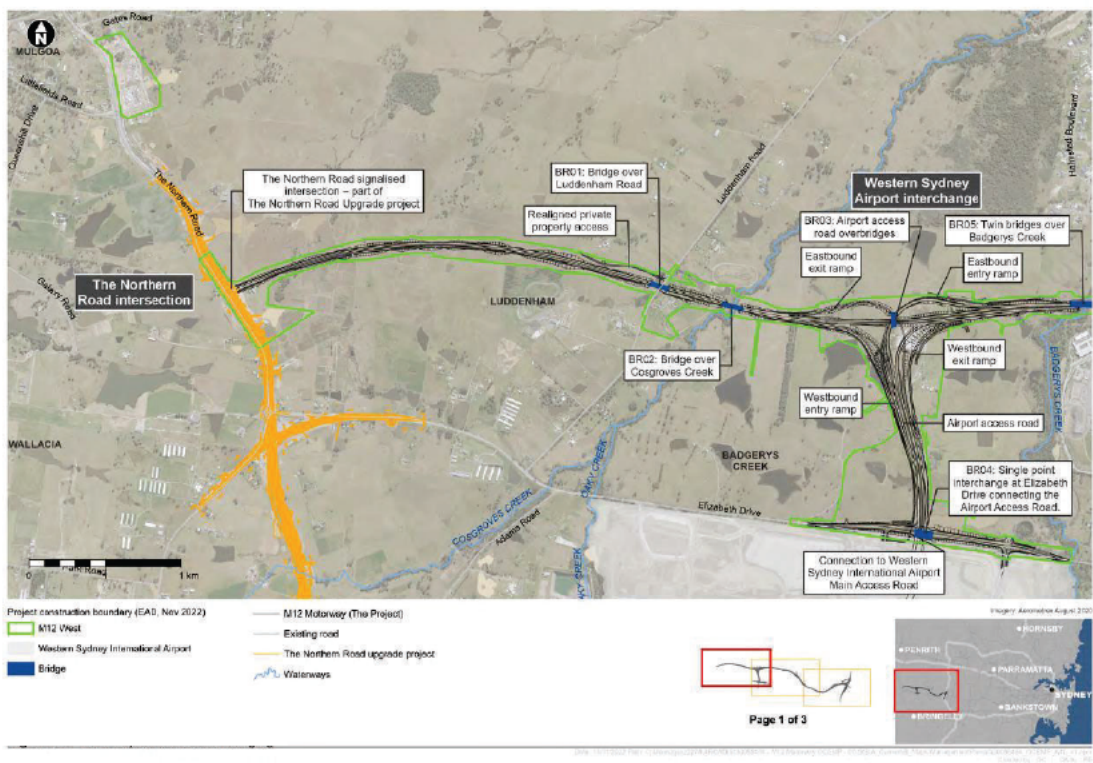 Gates Road
MULGOA
Littlefields Road
Queenshill Drive
The Northern Road
The Northern Road signalised
intersection – part of
The Northern Road Upgrade project
BR01: Bridge over
Luddenham Road
Realigned private
property access
Luddenham Road
Western Sydney
Airport interchange
BR03: Airport access
road overbridges
BR05: Twin bridges over
Badgerys Creek
Eastbound
exit ramp
Eastbound
entry ramp
The Northern
Road intersection
Galaxy Road
LUDDENHAM
BR02: Bridge over
Cosgroves Creek
Westbound
exit ramp
Westbound
entry ramp
Airport access road
BADGERYS CREEK
WALLACIA
BADGERYS
CREEK
BR04: Single point
interchange at Elizabeth
Drive connecting the
Airport Access Road.
Elizabeth Drive
OAKY CREEK
COSGROVES CREEK
Adams Road
Connection to Western
Sydney International Airport
Main Access Road
0
1 km
Project construction boundary (EA0, Nov 2022)
M12 West
Western Sydney International Airport
Bridge
M12 Motorway (The Project)
Existing road
The Northern Road upgrade project
Waterways
Page 1 of 3
Imagery: Aerometrex August 2020
HORNSBY
PENRITH
PARRAMATTA
SYDNEY
BANKSTOWN
BRINGELLY